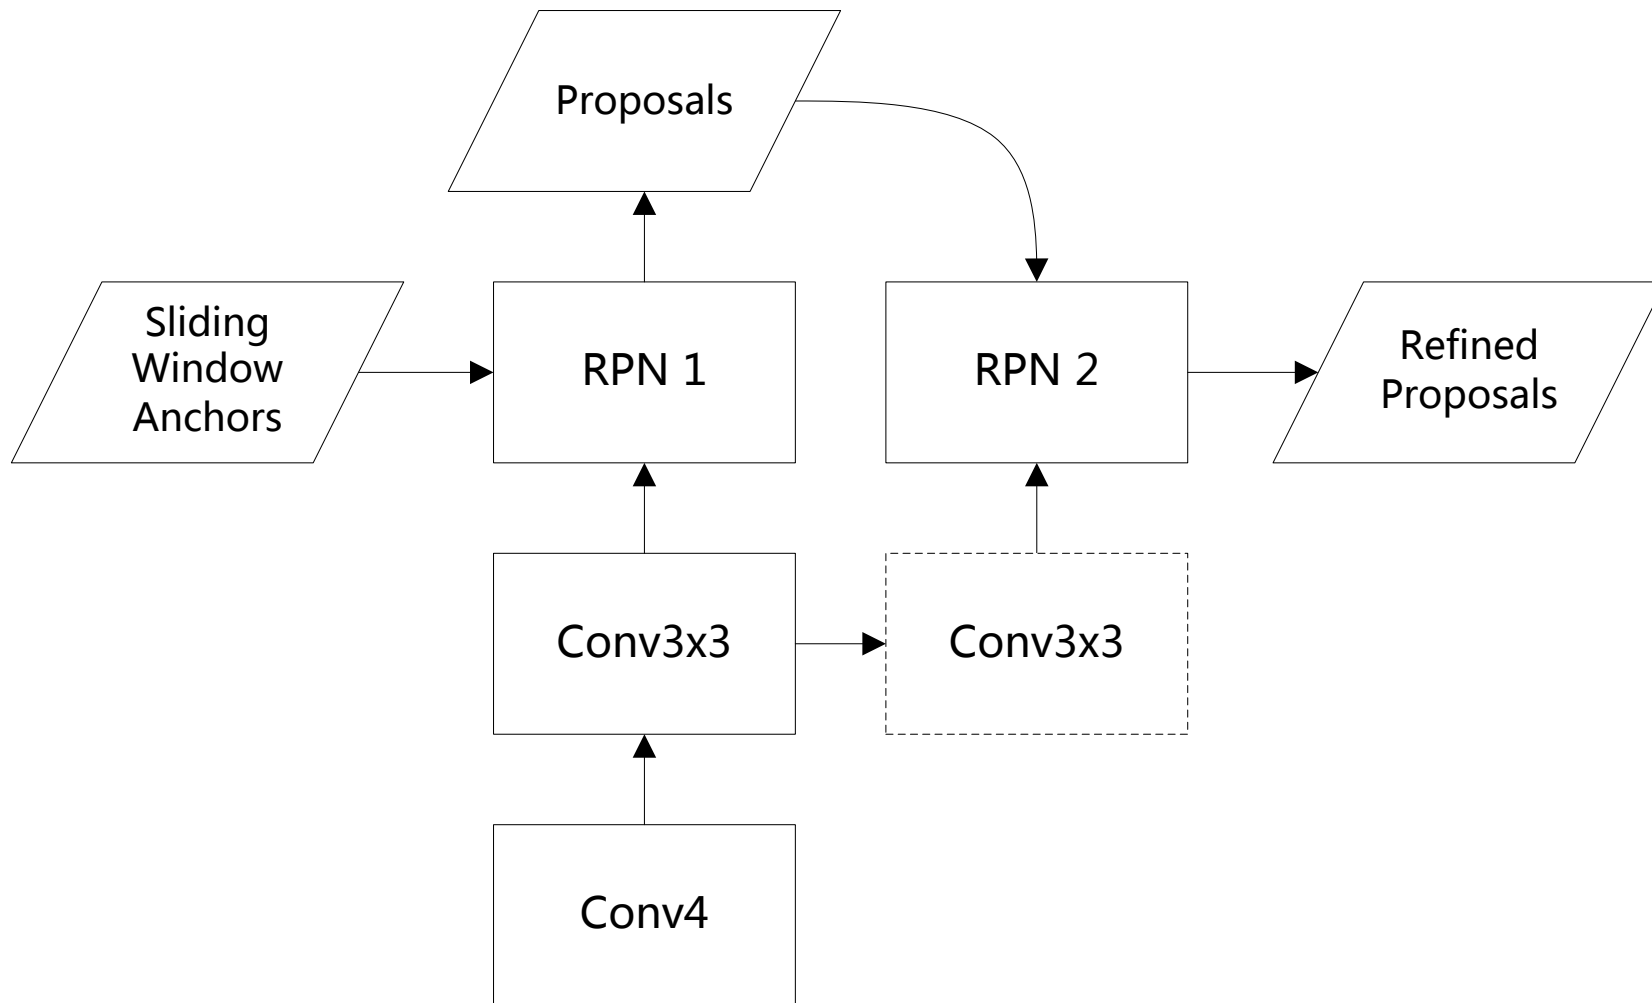 Proposals
Sliding
Window
Anchors
RPN 1
RPN 2
Refined
Proposals
Conv3x3
Conv3x3
Conv4